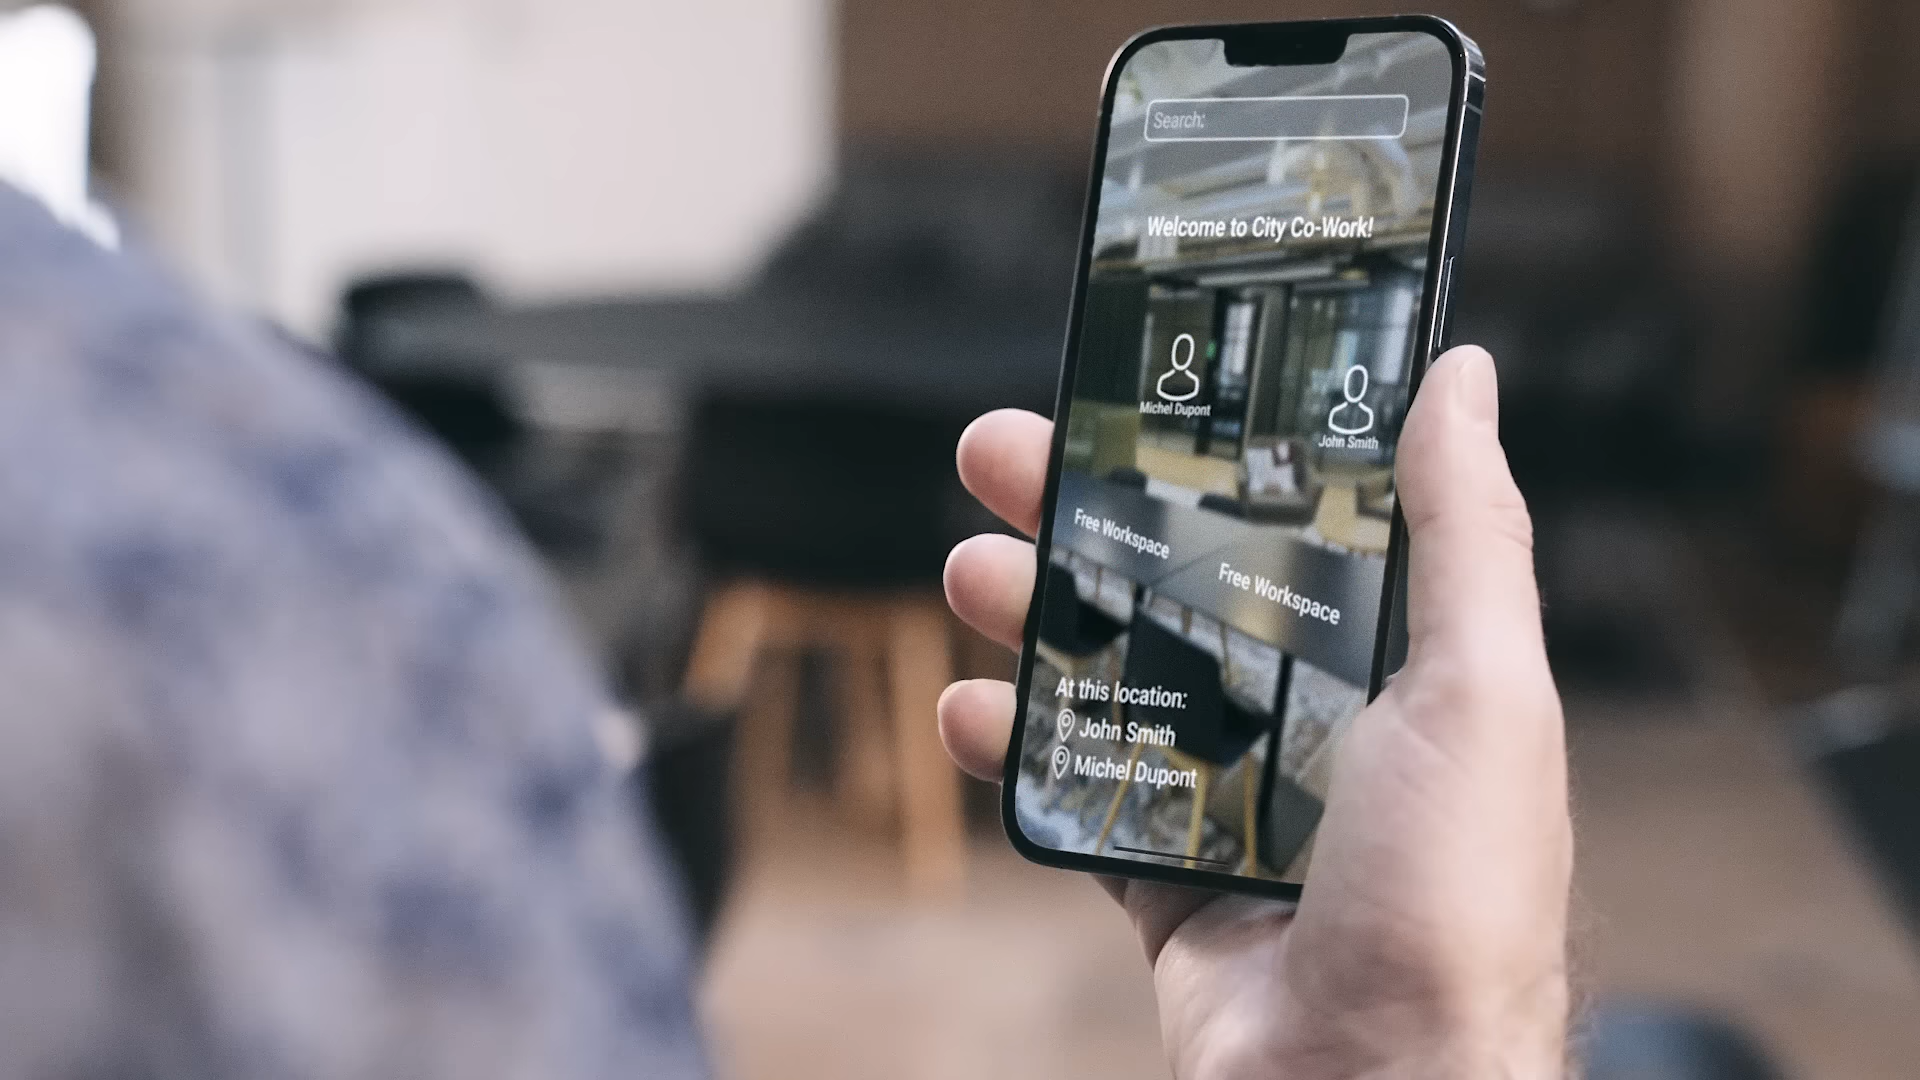 Search:
Welcome to City Co-Work!
Michel Dupont
John Smith
Free Workspace
Free Workspace
At this location:
John Smith
Michel Dupont